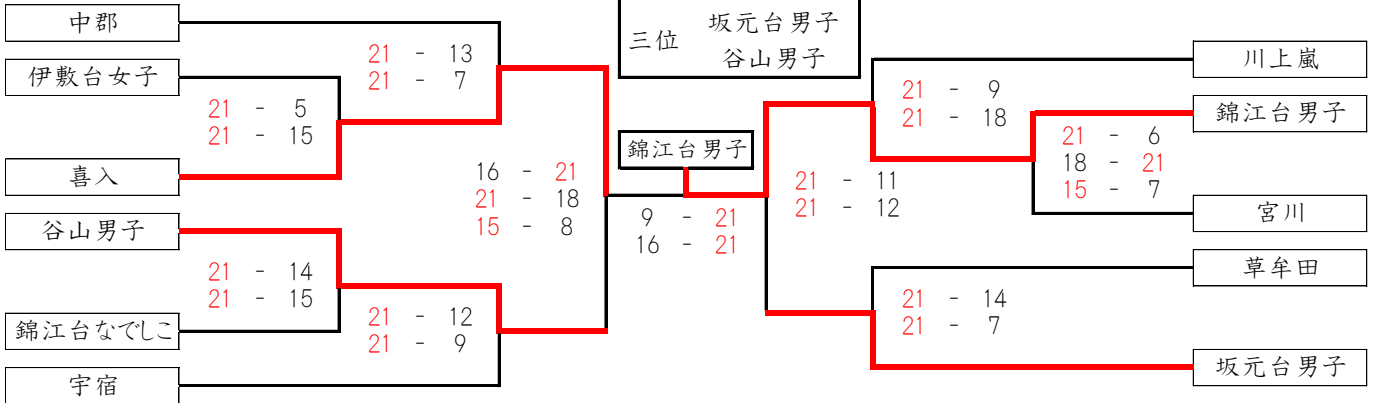 中郡
伊敷台女子
喜入
谷山男子
錦江台なでしこ
宇宿
21 - 13
21 - 7
21 - 5
21 - 15
21 - 14
21 - 15
21 - 12
21 - 9
16 - 21
21 - 18
15 - 8
三位
坂元台男子
谷山男子
錦江台男子
9 - 21
16 - 21
21 - 11
21 - 12
21 - 9
21 - 18
21 - 6
18 - 21
15 - 7
21 - 14
21 - 7
川上嵐
錦江台男子
宮川
草牟田
坂元台男子